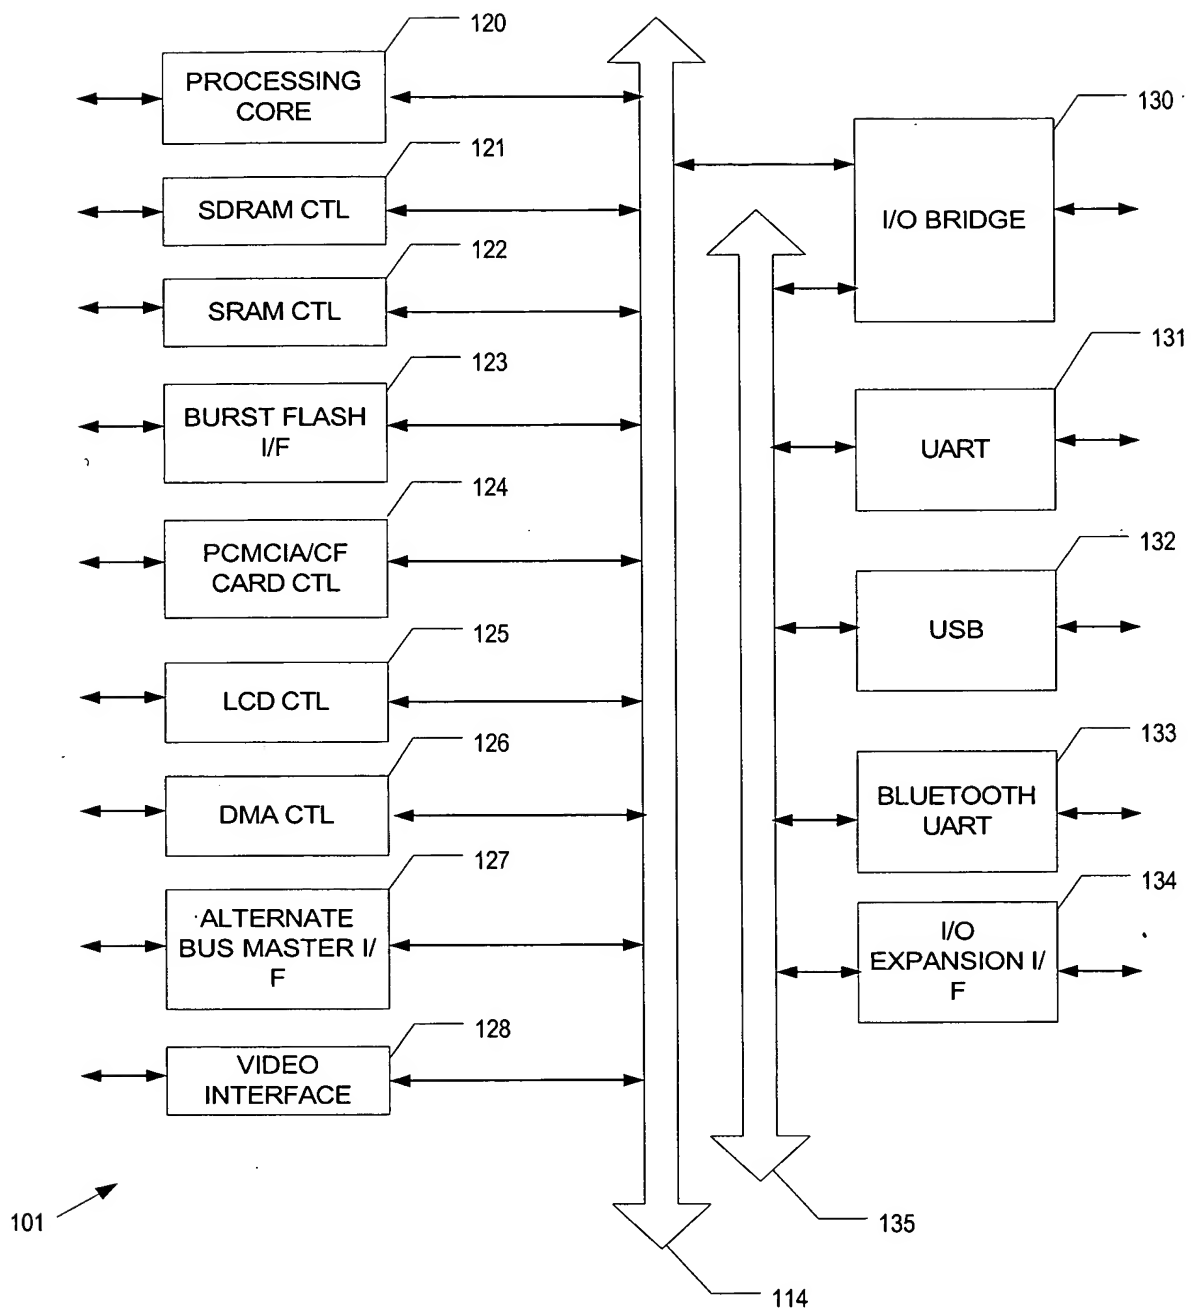 120
PROCESSING
CORE
121
SDRAM CTL
122
SRAM CTL
123
BURST FLASH
I/F
124
PCMCIA/CF
CARD CTL
125
LCD CTL
126
DMA CTL
127
ALTERNATE
BUS MASTER I/
F
128
VIDEO
INTERFACE
130
I/O BRIDGE
131
UART
132
USB
133
BLUETOOTH
UART
134
I/O
EXPANSION I/
F
101
135
114